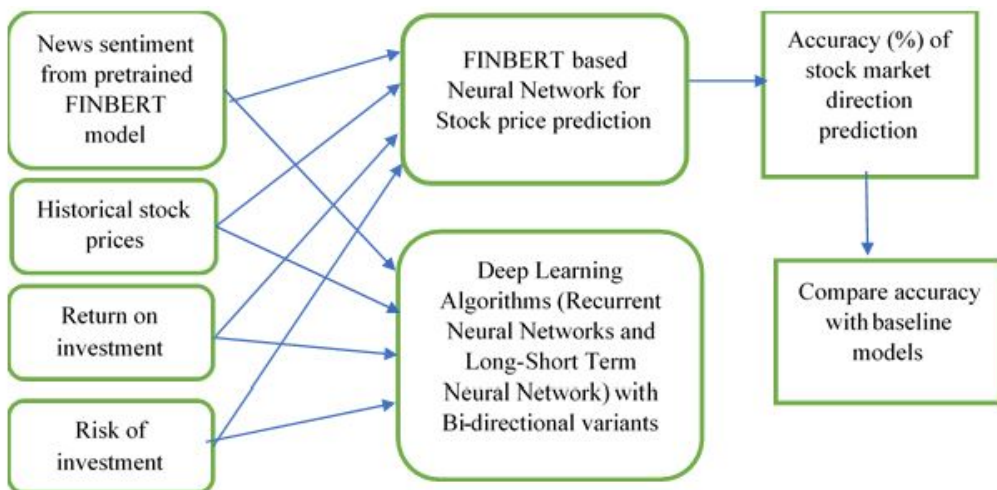 News sentiment
from pretrained
FINBERT
model
Historical stock
prices
Return on
investment
Risk of
investment
FINBERT based
Neural Network for
Stock price prediction
Deep Learning
Algorithms (Recurrent
Neural Networks and
Long-Short Term
Neural Network) with
Bi-directional variants
Accuracy (%) of
stock market
direction
prediction
Compare accuracy
with baseline
models